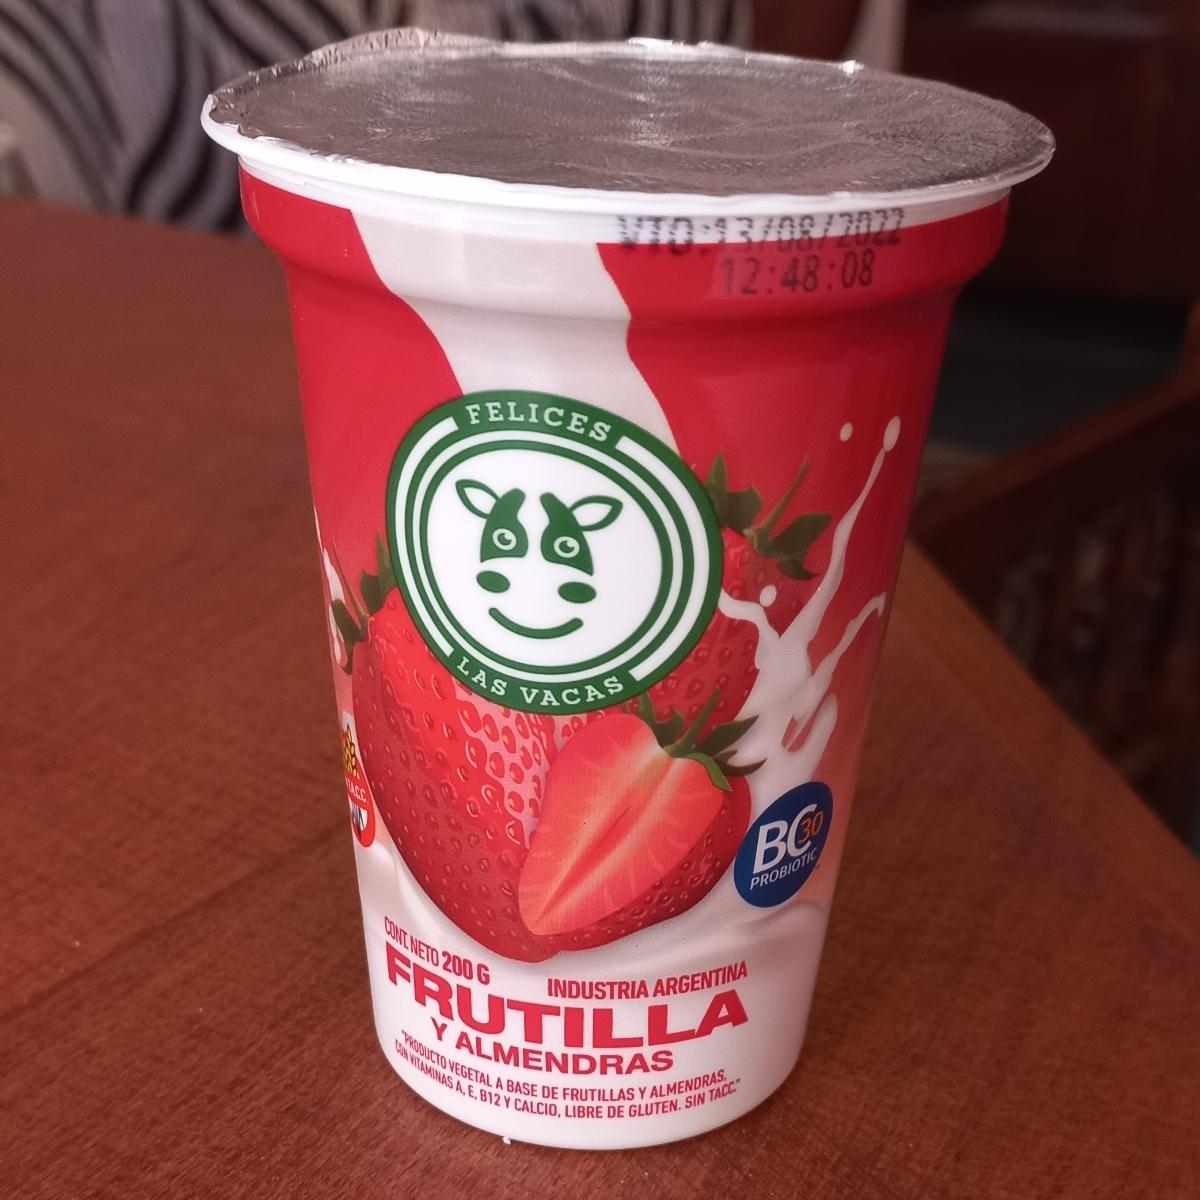 VTO:13/08/2022
12:48:08
FELICES
LAS VACAS
BC30
PROBIOTIC
CONT. NETO 200 G
INDUSTRIA ARGENTINA
FRUTILLA
Y ALMENDRAS
"PRODUCTO VEGETAL A BASE DE FRUTILLAS Y ALMENDRAS,
CON VITAMINAS A, E, B12 Y CALCIO, LIBRE DE GLUTEN. SIN TACC."